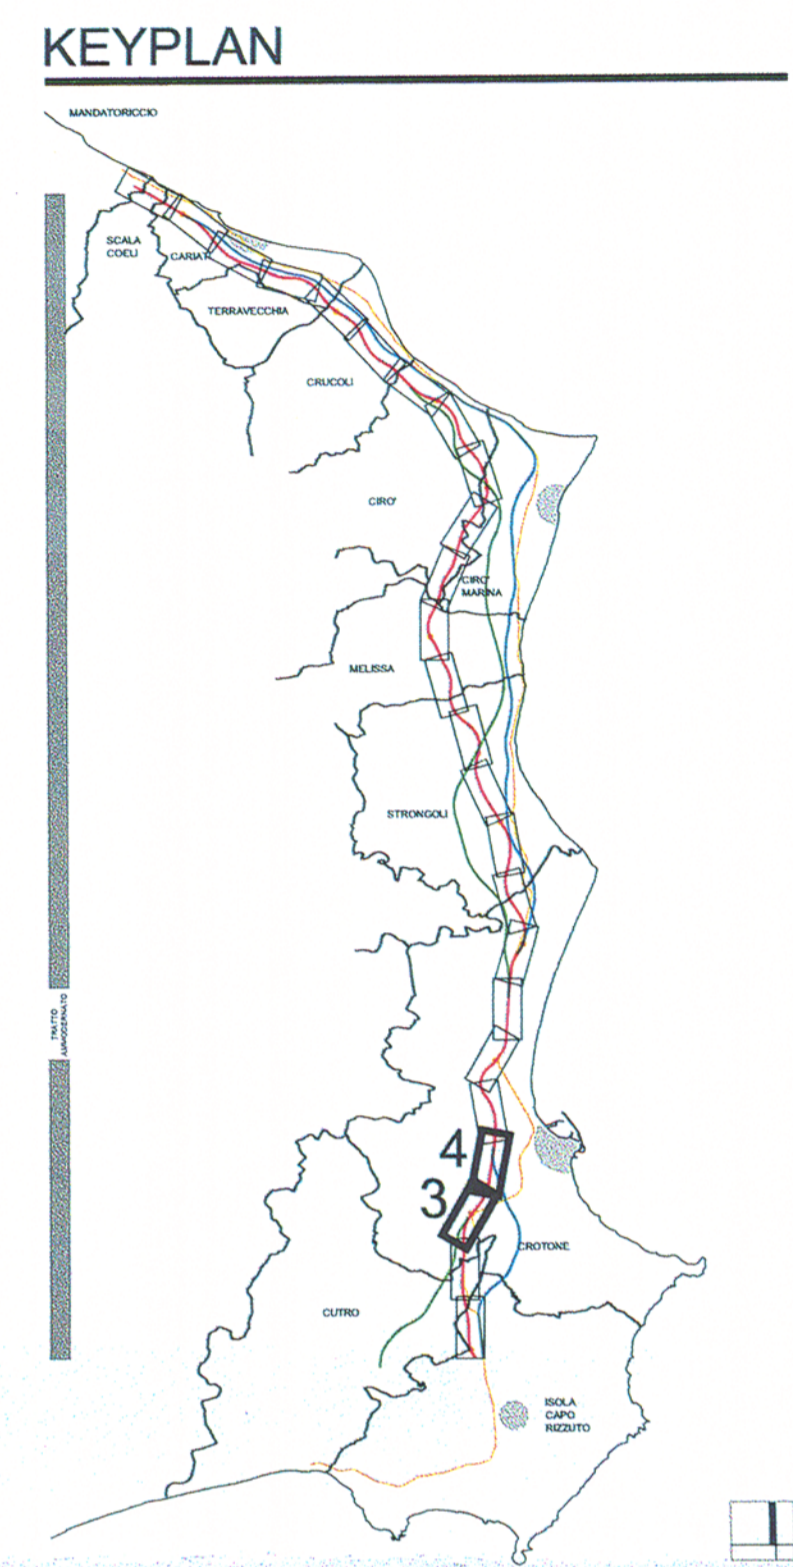 KEYPLAN
MANDATORICCIO
SCALA
COELI
CARIATI
TERRAVECCHIA
CRUCOLI
CIRO'
CIRO'
MARINA
MELISSA
STRONGOLI
TRATTO
AMMODERNATO
4
3
CROTONE
CUTRO
ISOLA
CAPO
RIZZUTO